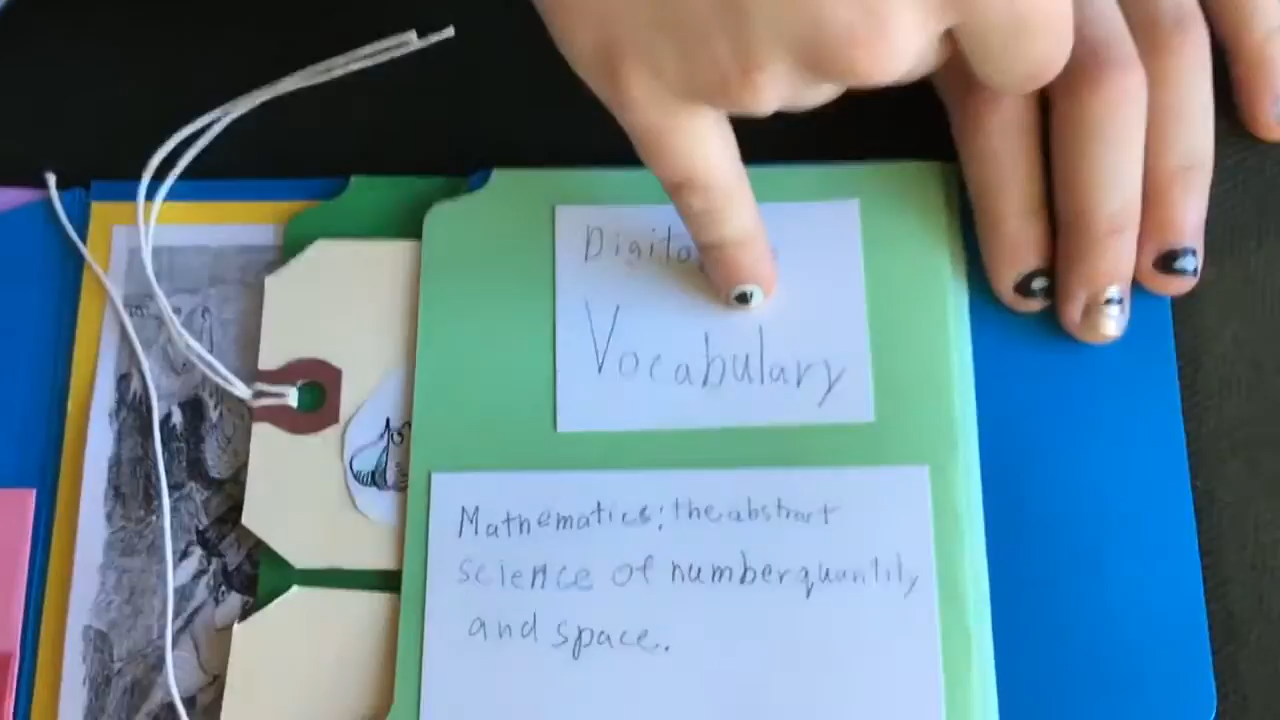 Vocabulary
Mathematics: the abstract
science of number quantity
and space.